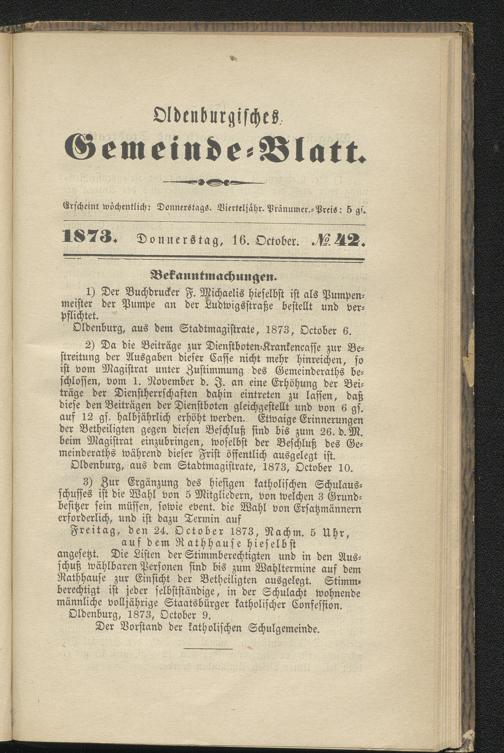 Oldenburgisches
Gemeinde-Blatt.
Erscheint wöchentlich: Donnerstags. Vierteljähr. Pränumer.-Preis: 5 gs.
1873. Donnerstag, 16. October. № 42.
Bekanntmachungen.
1) Der Buchdrucker F. Michaelis hieselbst ist als Pumpen-
meister der Pumpe an der Ludwigstraße bestellt und ver-
pflichtet.
Oldenburg, aus dem Stadtmagistrate, 1873, October 6.
2) Da die Beiträge zur Dienstboten-Krankencasse zur Be-
streitung der Ausgaben dieser Casse nicht mehr hinreichen, so
ist vom Magistrat unter Zustimmung des Gemeinderaths be-
schlossen, vom 1. November d. J. an eine Erhöhung der Bei-
träge der Dienstherrschaften dahin eintreten zu lassen, daß
diese den Beiträgen der Dienstboten gleichgestellt und von 6 gs.
auf 12 gs. halbjährlich erhöht werden. Etwaige Erinnerungen
der Betheiligten gegen diesen Beschluß sind bis zum 26. d. M.
beim Magistrat einzubringen, woselbst der Beschluß des Ge-
meinderaths während dieser Frist öffentlich ausgelegt ist.
Oldenburg, aus dem Stadtmagistrate, 1873, October 10.
3) Zur Ergänzung des hiesigen katholischen Schulaus-
schusses ist die Wahl von 5 Mitgliedern, von welchen 3 Grund-
besitzer sein müssen, sowie event. die Wahl von Ersatzmännern
erforderlich, und ist dazu Termin auf
Freitag, den 24. October 1873, Nachm. 5 Uhr,
auf dem Rathhause hieselbst
angesetzt. Die Listen der Stimmberechtigten und in den Aus-
schuß wählbaren Personen sind bis zum Wahltermine auf dem
Rathhause zur Einsicht der Betheiligten ausgelegt. Stimm-
berechtigt ist jeder selbstständige, in der Schulacht wohnende
männliche volljährige Staatsbürger katholischer Confession.
Oldenburg, 1873, October 9.
Der Vorstand der katholischen Schulgemeinde.